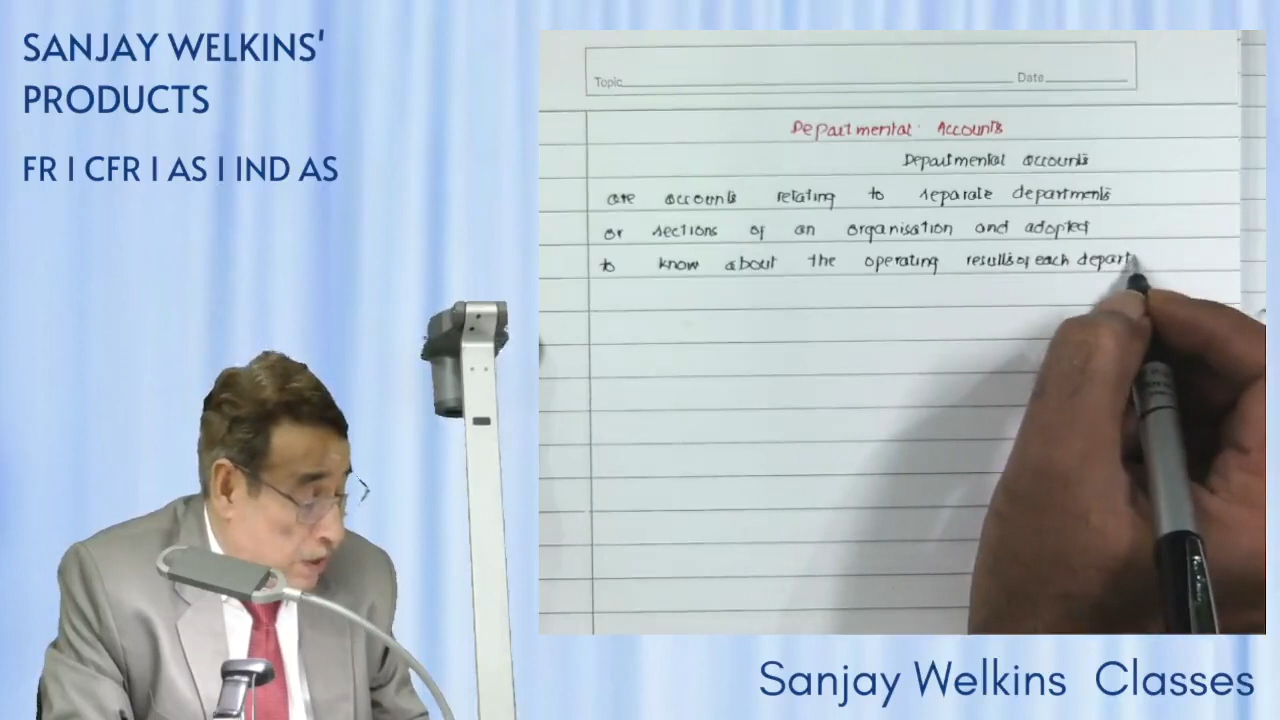 SANJAY WELKINS'
PRODUCTS
FR I CFR I AS I IND AS
Topic
Date
Departmental Accounts
Departmental accounts
are accounts relating to separate departments
or sections of an organisation and adopted
to know about the operating results of each depart
Sanjay Welkins Classes